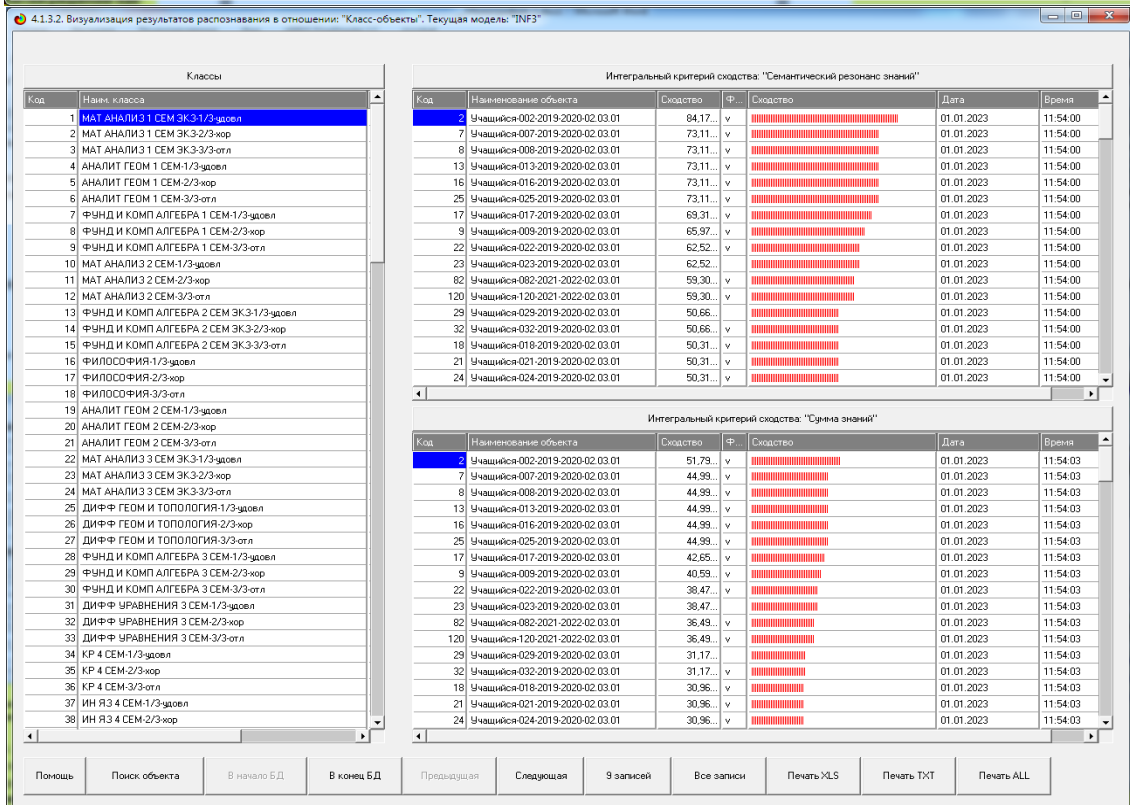 4.1.3.2. Визуализация результатов распознавания в отношении: "Класс-объекты". Текущая модель: "INF3"
Классы
Код Наим. класса
1 МАТ АНАЛИЗ 1 СЕМ ЭКЗ-1/3-удовл
2 МАТ АНАЛИЗ 1 СЕМ ЭКЗ-2/3-хор
3 МАТ АНАЛИЗ 1 СЕМ ЭКЗ-3/3-отл
4 АНАЛИТ ГЕОМ 1 СЕМ-1/3-удовл
5 АНАЛИТ ГЕОМ 1 СЕМ-2/3-хор
6 АНАЛИТ ГЕОМ 1 СЕМ-3/3-отл
7 ФУНД И КОМП АЛГЕБРА 1 СЕМ-1/3-удовл
8 ФУНД И КОМП АЛГЕБРА 1 СЕМ-2/3-хор
9 ФУНД И КОМП АЛГЕБРА 1 СЕМ-3/3-отл
10 МАТ АНАЛИЗ 2 СЕМ-1/3-удовл
11 МАТ АНАЛИЗ 2 СЕМ-2/3-хор
12 МАТ АНАЛИЗ 2 СЕМ-3/3-отл
13 ФУНД И КОМП АЛГЕБРА 2 СЕМ ЭКЗ-1/3-удовл
14 ФУНД И КОМП АЛГЕБРА 2 СЕМ ЭКЗ-2/3-хор
15 ФУНД И КОМП АЛГЕБРА 2 СЕМ ЭКЗ-3/3-отл
16 ФИЛОСОФИЯ-1/3-удовл
17 ФИЛОСОФИЯ-2/3-хор
18 ФИЛОСОФИЯ-3/3-отл
19 АНАЛИТ ГЕОМ 2 СЕМ-1/3-удовл
20 АНАЛИТ ГЕОМ 2 СЕМ-2/3-хор
21 АНАЛИТ ГЕОМ 2 СЕМ-3/3-отл
22 МАТ АНАЛИЗ 3 СЕМ ЭКЗ-1/3-удовл
23 МАТ АНАЛИЗ 3 СЕМ ЭКЗ-2/3-хор
24 МАТ АНАЛИЗ 3 СЕМ ЭКЗ-3/3-отл
25 ДИФФ ГЕОМ И ТОПОЛОГИЯ-1/3-удовл
26 ДИФФ ГЕОМ И ТОПОЛОГИЯ-2/3-хор
27 ДИФФ ГЕОМ И ТОПОЛОГИЯ-3/3-отл
28 ФУНД И КОМП АЛГЕБРА 3 СЕМ-1/3-удовл
29 ФУНД И КОМП АЛГЕБРА 3 СЕМ-2/3-хор
30 ФУНД И КОМП АЛГЕБРА 3 СЕМ-3/3-отл
31 ДИФФ УРАВНЕНИЯ 3 СЕМ-1/3-удовл
32 ДИФФ УРАВНЕНИЯ 3 СЕМ-2/3-хор
33 ДИФФ УРАВНЕНИЯ 3 СЕМ-3/3-отл
34 КР 4 СЕМ-1/3-удовл
35 КР 4 СЕМ-2/3-хор
36 КР 4 СЕМ-3/3-отл
37 ИН ЯЗ 4 СЕМ-1/3-удовл
38 ИН ЯЗ 4 СЕМ-2/3-хор
Интегральный критерий сходства: "Семантический резонанс знаний"
Код Наименование объекта Сходство Ф... Сходство Дата Время
2 Учащийся-002-2019-2020-02.03.01 84,17... v 01.01.2023 11:54:00
7 Учащийся-007-2019-2020-02.03.01 73,11... v 01.01.2023 11:54:00
8 Учащийся-008-2019-2020-02.03.01 73,11... v 01.01.2023 11:54:00
13 Учащийся-013-2019-2020-02.03.01 73,11... v 01.01.2023 11:54:00
16 Учащийся-016-2019-2020-02.03.01 73,11... v 01.01.2023 11:54:00
25 Учащийся-025-2019-2020-02.03.01 73,11... v 01.01.2023 11:54:00
17 Учащийся-017-2019-2020-02.03.01 69,31... v 01.01.2023 11:54:00
9 Учащийся-009-2019-2020-02.03.01 65,97... v 01.01.2023 11:54:00
22 Учащийся-022-2019-2020-02.03.01 62,52... v 01.01.2023 11:54:00
23 Учащийся-023-2019-2020-02.03.01 62,52... 01.01.2023 11:54:00
82 Учащийся-082-2021-2022-02.03.01 59,30... v 01.01.2023 11:54:00
120 Учащийся-120-2021-2022-02.03.01 59,30... v 01.01.2023 11:54:00
29 Учащийся-029-2019-2020-02.03.01 50,66... 01.01.2023 11:54:00
32 Учащийся-032-2019-2020-02.03.01 50,66... v 01.01.2023 11:54:00
18 Учащийся-018-2019-2020-02.03.01 50,31... v 01.01.2023 11:54:00
21 Учащийся-021-2019-2020-02.03.01 50,31... v 01.01.2023 11:54:00
24 Учащийся-024-2019-2020-02.03.01 50,31... v 01.01.2023 11:54:00
Интегральный критерий сходства: "Сумма знаний"
Код Наименование объекта Сходство Ф... Сходство Дата Время
2 Учащийся-002-2019-2020-02.03.01 51,79... v 01.01.2023 11:54:03
7 Учащийся-007-2019-2020-02.03.01 44,99... v 01.01.2023 11:54:03
8 Учащийся-008-2019-2020-02.03.01 44,99... v 01.01.2023 11:54:03
13 Учащийся-013-2019-2020-02.03.01 44,99... v 01.01.2023 11:54:03
16 Учащийся-016-2019-2020-02.03.01 44,99... v 01.01.2023 11:54:03
25 Учащийся-025-2019-2020-02.03.01 44,99... v 01.01.2023 11:54:03
17 Учащийся-017-2019-2020-02.03.01 42,65... v 01.01.2023 11:54:03
9 Учащийся-009-2019-2020-02.03.01 40,59... v 01.01.2023 11:54:03
22 Учащийся-022-2019-2020-02.03.01 38,47... v 01.01.2023 11:54:03
23 Учащийся-023-2019-2020-02.03.01 38,47... 01.01.2023 11:54:03
82 Учащийся-082-2021-2022-02.03.01 36,49... v 01.01.2023 11:54:03
120 Учащийся-120-2021-2022-02.03.01 36,49... v 01.01.2023 11:54:03
29 Учащийся-029-2019-2020-02.03.01 31,17... 01.01.2023 11:54:03
32 Учащийся-032-2019-2020-02.03.01 31,17... v 01.01.2023 11:54:03
18 Учащийся-018-2019-2020-02.03.01 30,96... v 01.01.2023 11:54:03
21 Учащийся-021-2019-2020-02.03.01 30,96... v 01.01.2023 11:54:03
24 Учащийся-024-2019-2020-02.03.01 30,96... v 01.01.2023 11:54:03
Помощь Поиск объекта В начало БД В конец БД Предыдущая Следующая 9 записей Все записи Печать XLS Печать TXT Печать ALL